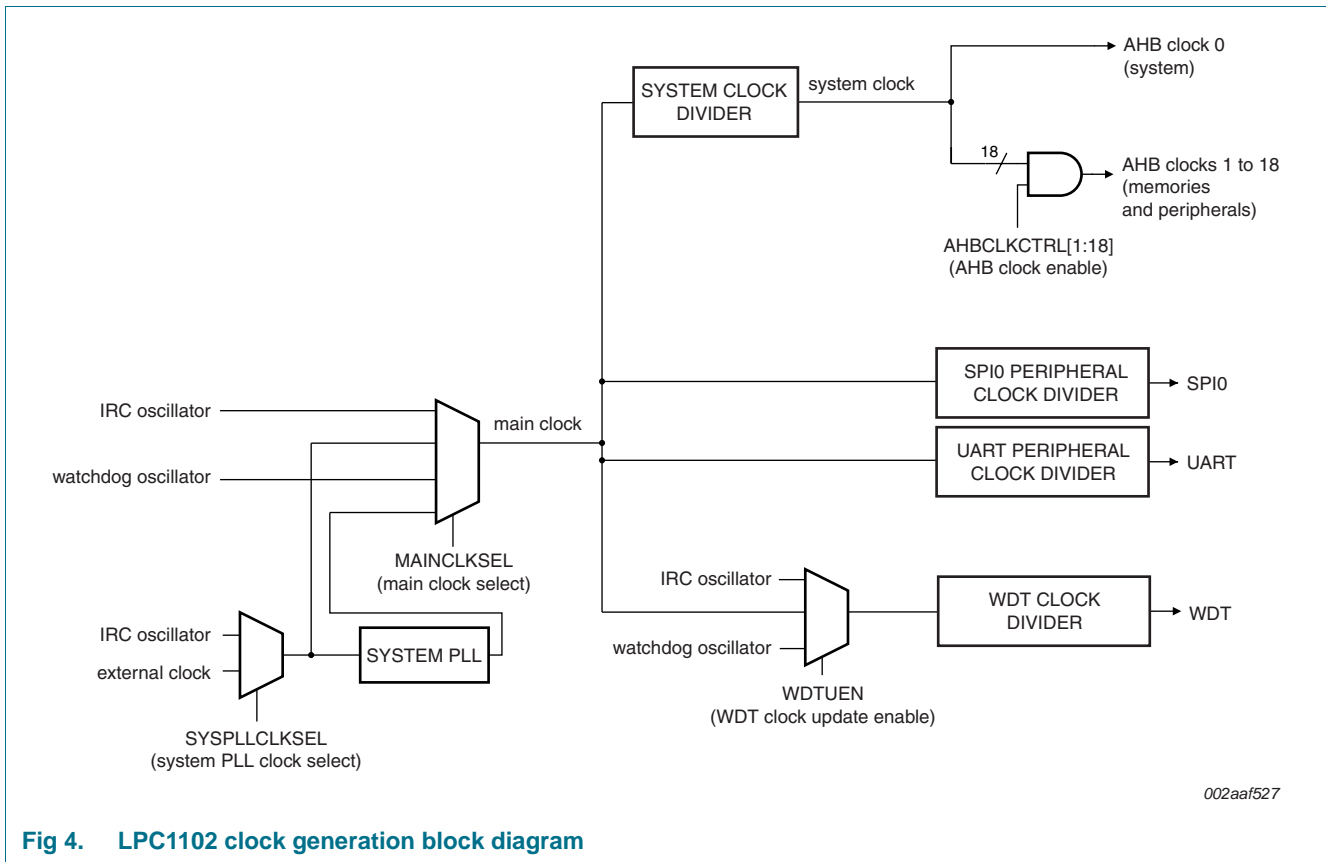 AHB clock 0
(system)
SYSTEM CLOCK
DIVIDER
system clock
18
AHB clocks 1 to 18
(memories
and peripherals)
AHBCLKCTRL[1:18]
(AHB clock enable)
SPI0 PERIPHERAL
CLOCK DIVIDER
SPI0
IRC oscillator
main clock
UART PERIPHERAL
CLOCK DIVIDER
UART
watchdog oscillator
MAINCLKSEL
(main clock select)
IRC oscillator
WDT CLOCK
DIVIDER
WDT
IRC oscillator
SYSTEM PLL
watchdog oscillator
external clock
WDTUEN
(WDT clock update enable)
SYSPLLCLKSEL
(system PLL clock select)
002aaf527
Fig 4. LPC1102 clock generation block diagram